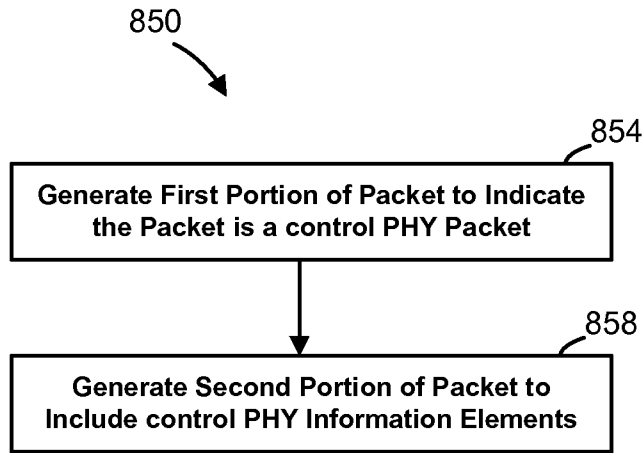 850
854
Generate First Portion of Packet to Indicate
the Packet is a control PHY Packet
858
Generate Second Portion of Packet to
Include control PHY Information Elements